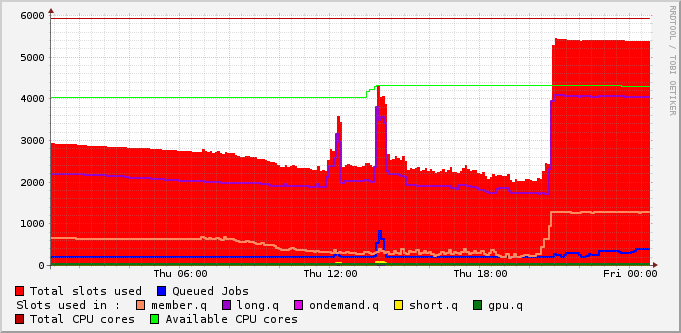 RRDTOOL / TOBI OETIKER
6000
5000
4000
3000
2000
1000
0
Thu 06:00 Thu 12:00 Thu 18:00 Fri 00:00
Total slots used Queued Jobs
Slots used in : member.q long.q ondemand.q short.q gpu.q
Total CPU cores Available CPU cores